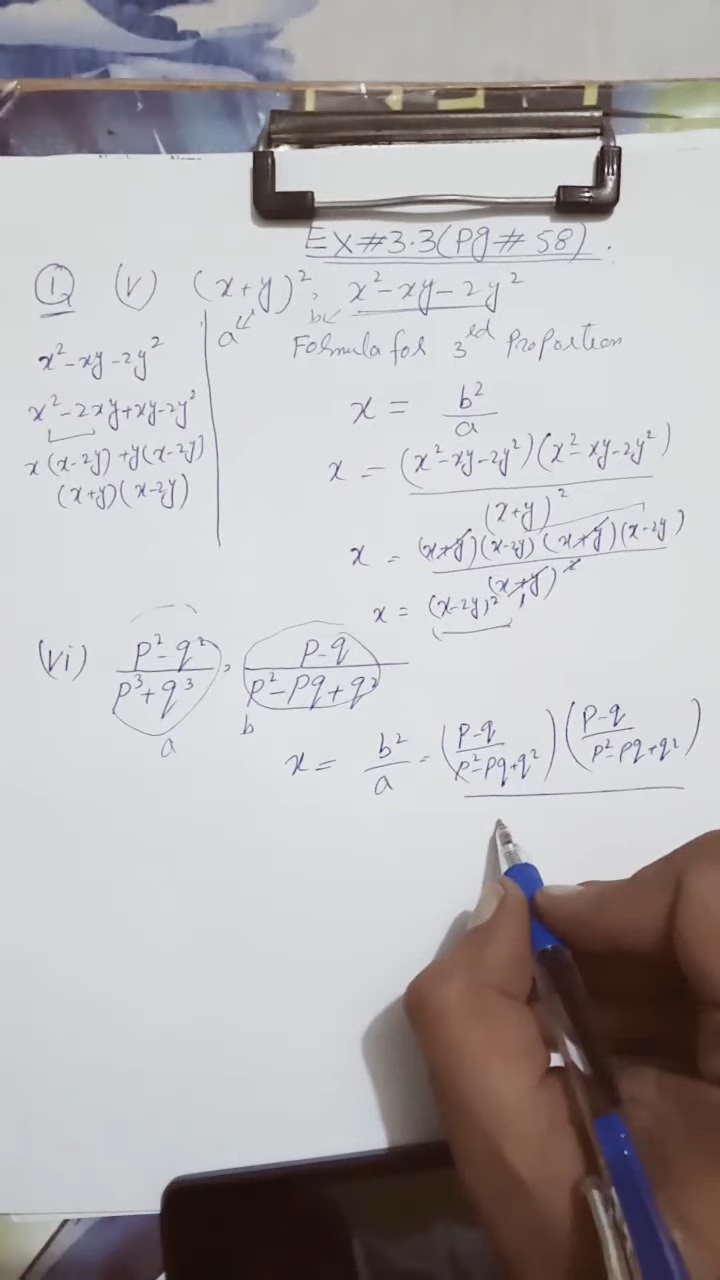 EX#3.3(Pg# 58).
Q1 (v) (x+y)², x²-xy-2y²
a b
x²-xy-2y²
x²-2xy+xy-2y²
x(x-2y)+y(x-2y)
(x+y)(x-2y)
Formula for 3rd Proportion
x = b²/a
x = (x²-xy-2y²)(x²-xy-2y²)/(x+y)²
x = (x+y)(x-2y)(x+y)(x-2y)/(x+y)²
x = (x-2y)²
(vi) p²-q²/p³+q³, p-q/p²-pq+q²
a b
x = b²/a = (p-q/p²-pq+q²)(p-q/p²-pq+q²)